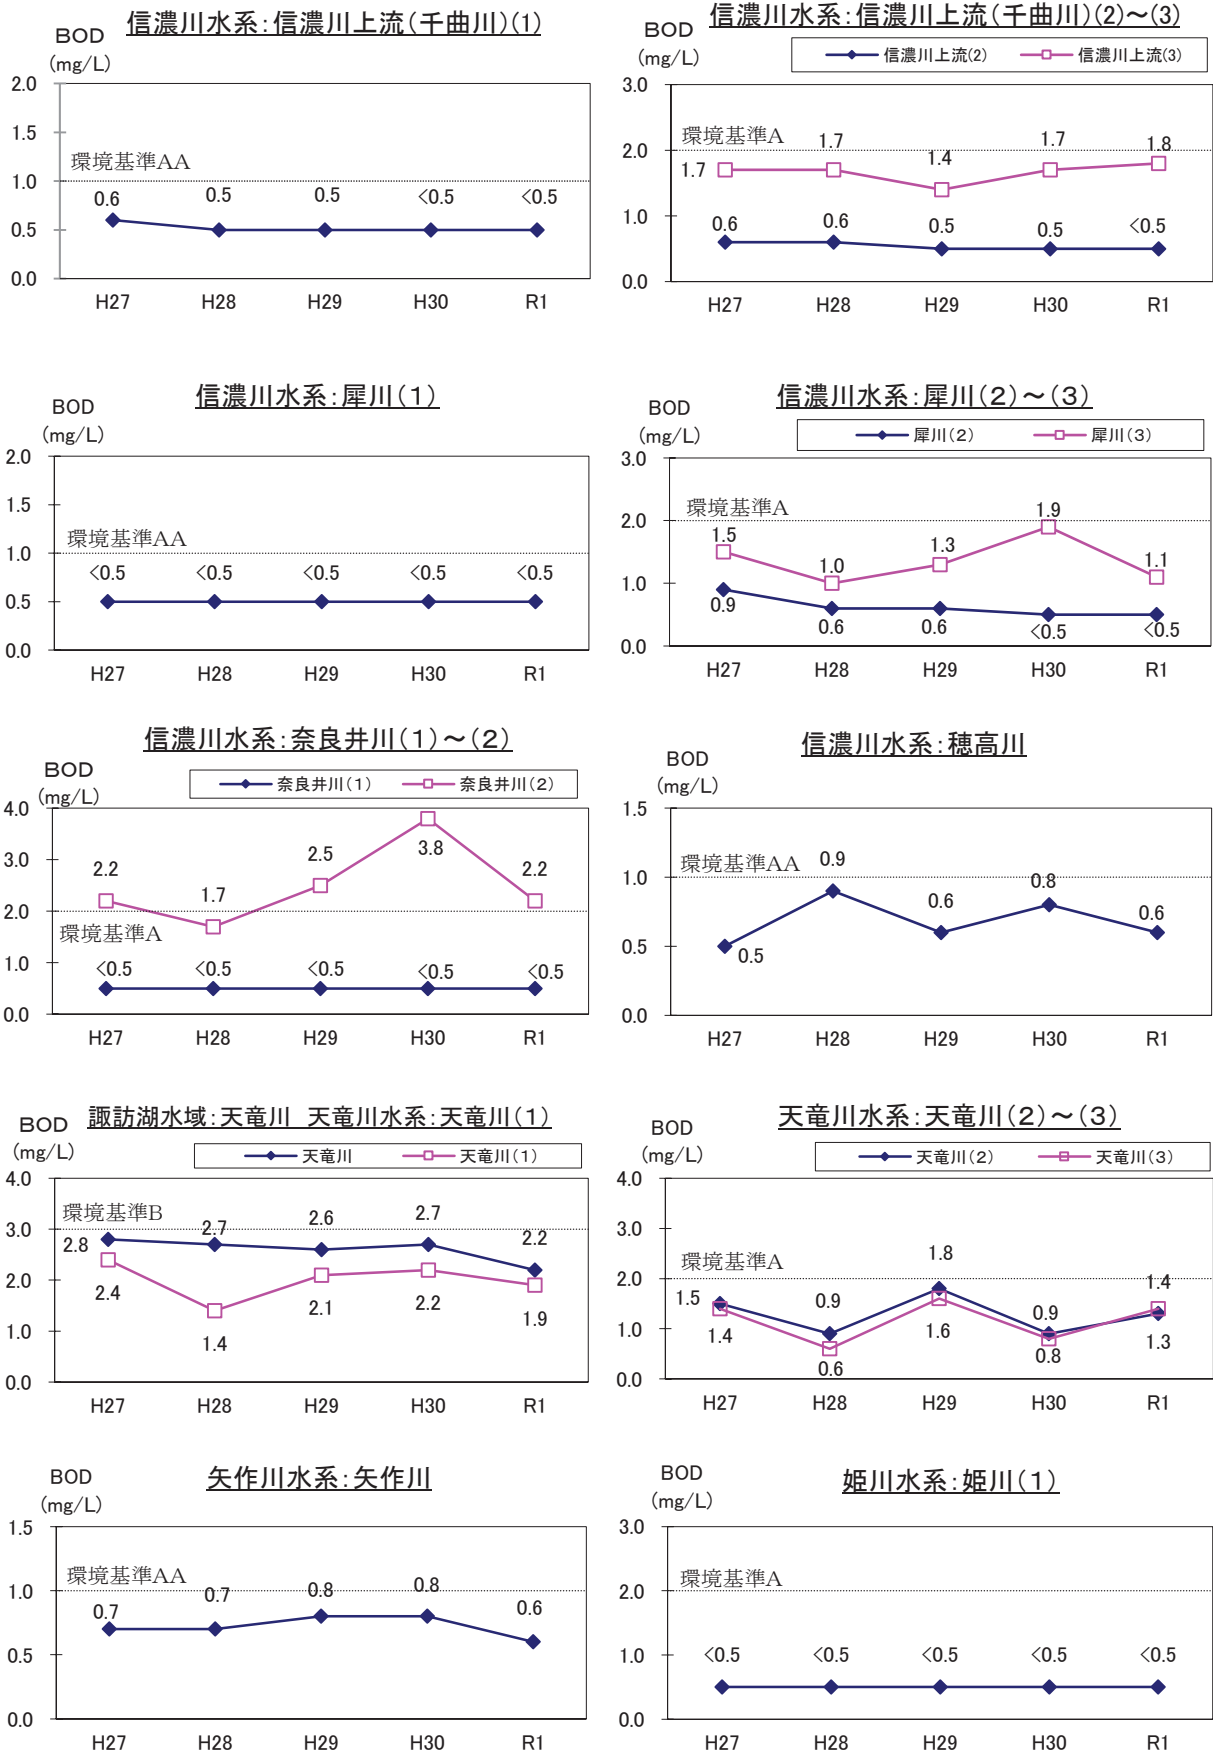 信濃川水系:信濃川上流(千曲川)(1)
BOD
(mg/L)
2.0
1.5
環境基準AA
1.0
0.6
0.5
0.5
<0.5
<0.5
0.5
0.0
H27
H28
H29
H30
R1
信濃川水系:信濃川上流(千曲川)(2)～(3)
BOD
(mg/L)
信濃川上流(2)
信濃川上流(3)
3.0
環境基準A
2.0
1.7
1.7
1.4
1.7
1.8
1.0
0.6
0.6
0.5
0.5
<0.5
0.0
H27
H28
H29
H30
R1
信濃川水系:犀川(1)
BOD
(mg/L)
2.0
1.5
環境基準AA
1.0
<0.5
<0.5
<0.5
<0.5
<0.5
0.5
0.0
H27
H28
H29
H30
R1
信濃川水系:犀川(2)～(3)
BOD
(mg/L)
犀川(2)
犀川(3)
3.0
環境基準A
2.0
1.5
1.0
1.3
1.9
1.1
1.0
0.9
0.6
0.6
<0.5
<0.5
0.0
H27
H28
H29
H30
R1
信濃川水系:奈良井川(1)～(2)
BOD
(mg/L)
奈良井川(1)
奈良井川(2)
4.0
3.0
2.2
1.7
2.5
3.8
2.2
2.0
環境基準A
1.0
<0.5
<0.5
<0.5
<0.5
<0.5
0.0
H27
H28
H29
H30
R1
信濃川水系:穂高川
BOD
(mg/L)
1.5
環境基準AA
1.0
0.5
0.9
0.6
0.8
0.6
0.5
0.0
H27
H28
H29
H30
R1
諏訪湖水域:天竜川 天竜川水系:天竜川(1)
BOD
(mg/L)
天竜川
天竜川(1)
4.0
環境基準B
3.0
2.8
2.7
2.6
2.7
2.2
2.0
2.4
1.4
2.1
2.2
1.9
1.0
0.0
H27
H28
H29
H30
R1
天竜川水系:天竜川(2)～(3)
BOD
(mg/L)
天竜川(2)
天竜川(3)
4.0
3.0
環境基準A
2.0
1.5
0.9
1.8
0.9
1.4
1.0
1.4
0.6
1.6
0.8
1.3
0.0
H27
H28
H29
H30
R1
矢作川水系:矢作川
BOD
(mg/L)
1.5
環境基準AA
1.0
0.7
0.7
0.8
0.8
0.6
0.5
0.0
H27
H28
H29
H30
R1
姫川水系:姫川(1)
BOD
(mg/L)
3.0
環境基準A
2.0
1.0
<0.5
<0.5
<0.5
<0.5
<0.5
0.0
H27
H28
H29
H30
R1